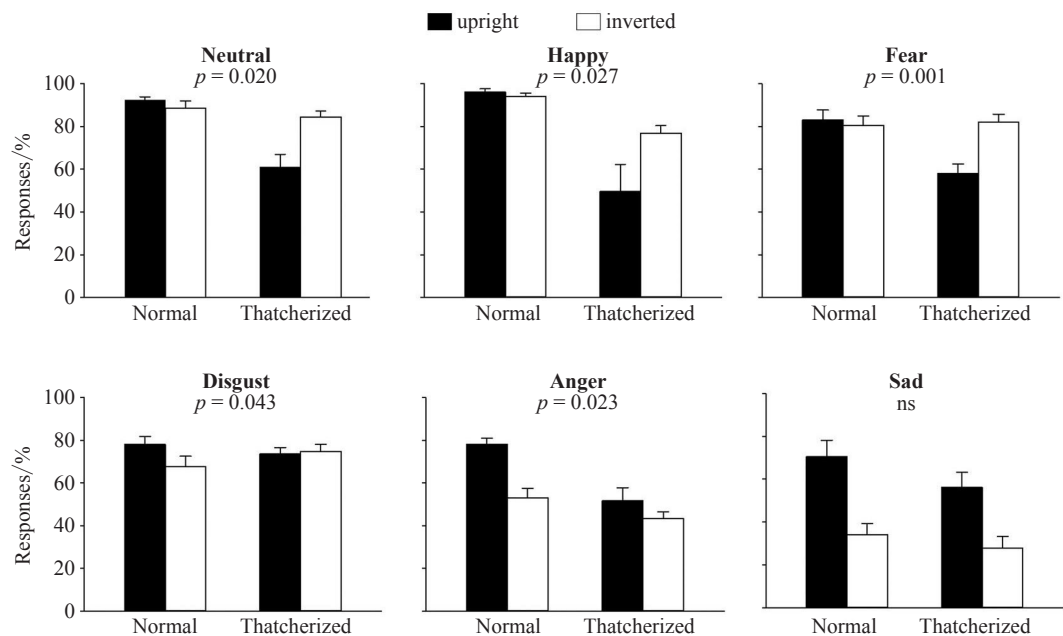 upright inverted
Neutral
p = 0.020
Happy
p = 0.027
Fear
p = 0.001
Responses/%
100
80
60
40
20
0
Normal Thatcherized
Normal Thatcherized
Normal Thatcherized
Disgust
p = 0.043
Anger
p = 0.023
Sad
ns
Responses/%
100
80
60
40
20
0
Normal Thatcherized
Normal Thatcherized
Normal Thatcherized